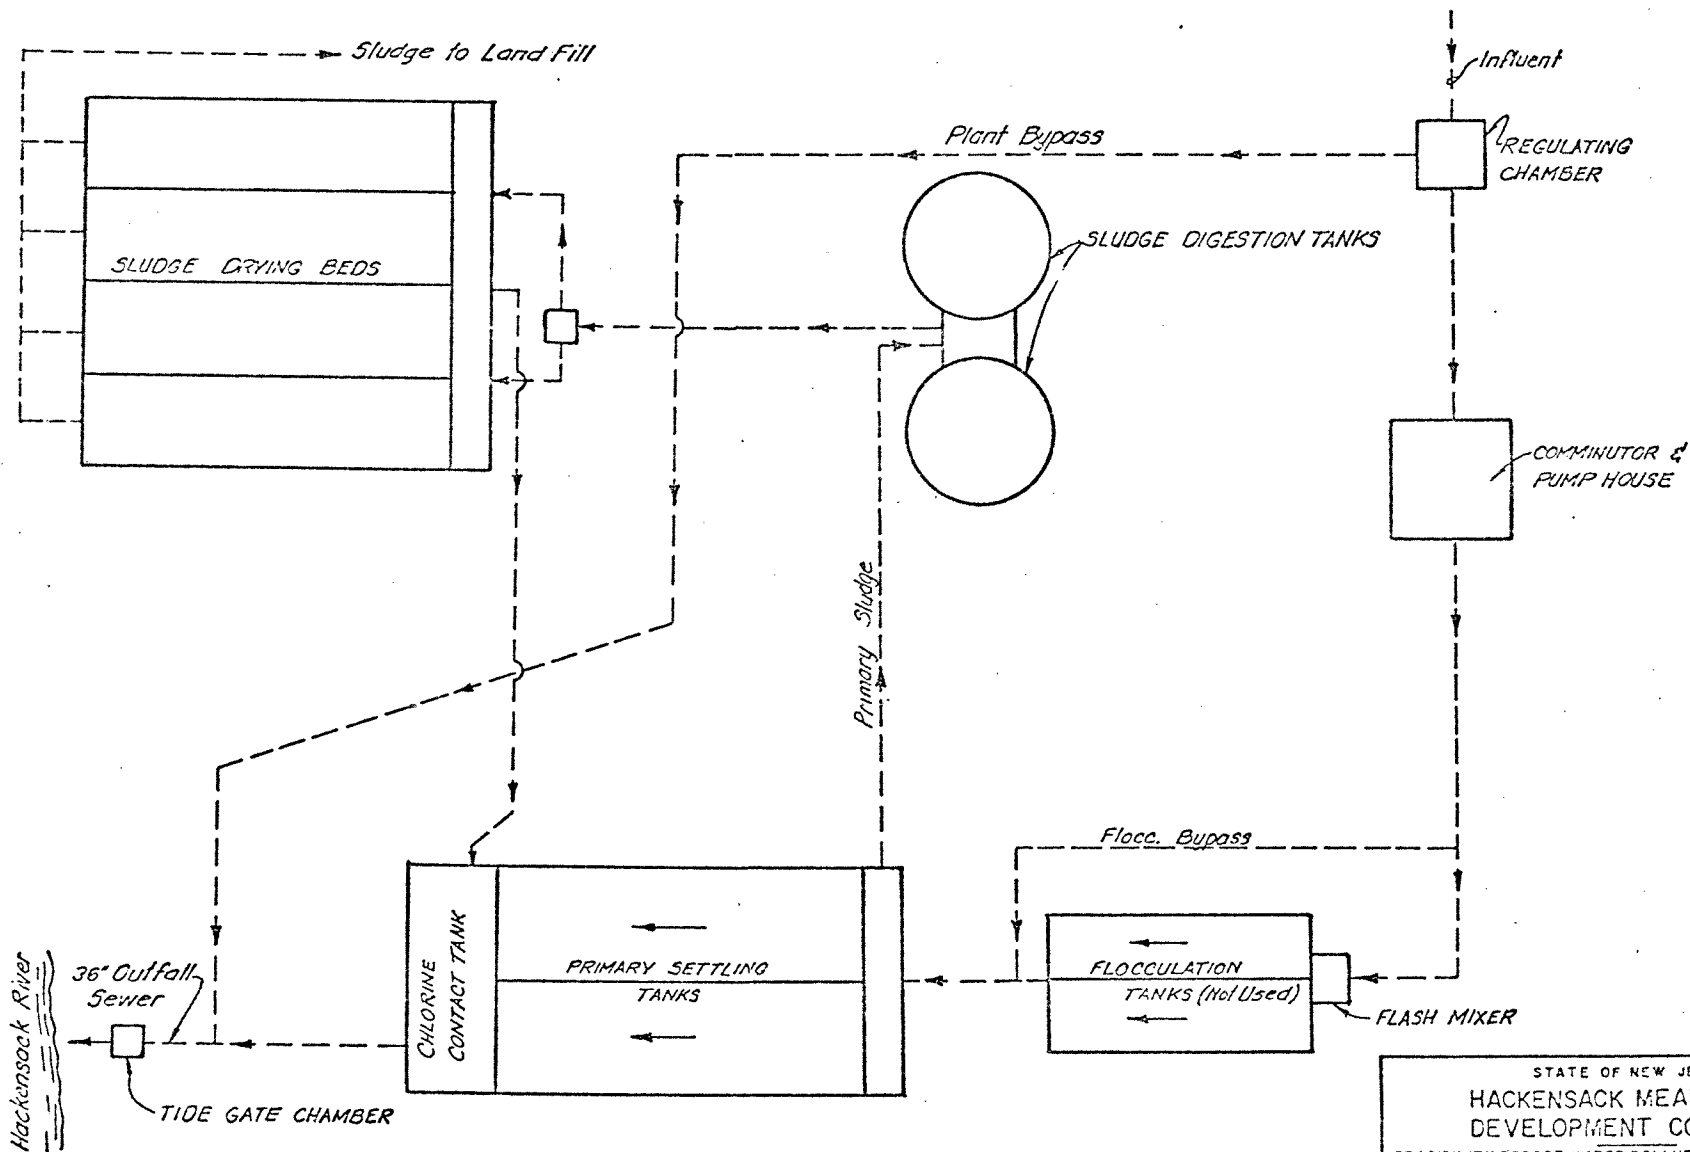 Sludge to Land Fill
Influent
Plant Bypass
REGULATING
CHAMBER
SLUDGE DIGESTION TANKS
SLUDGE DRYING BEDS
COMMINUTOR &
PUMP HOUSE
Primary Sludge
Flocc. Bypass
CHLORINE
CONTACT TANK
PRIMARY SETTLING
TANKS
FLOCCULATION
TANKS (Not Used)
FLASH MIXER
Hackensack River
36" Outfall
Sewer
TIDE GATE CHAMBER
STATE OF NEW JE
HACKENSACK MEA
DEVELOPMENT CO